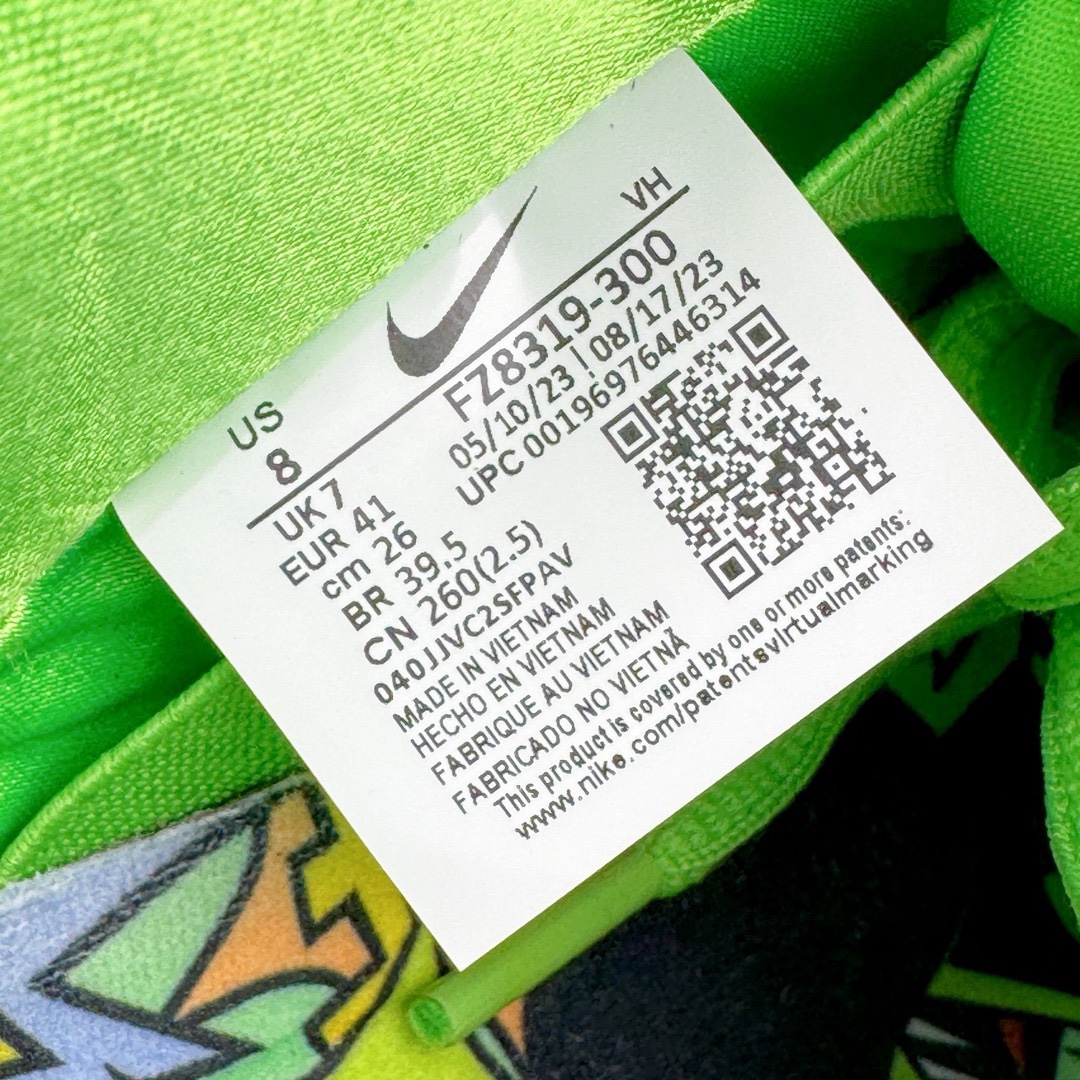 VH
US
8
FZ8319-300
05/10/23 | 08/17/23
UPC 00196976446314
UK 7
EUR 41
cm 26
BR 39.5
CN 260(2.5)
040JJVC2SFPAV
MADE IN VIETNAM
HECHO EN VIETNAM
FABRIQUE AU VIETNAM
FABRICADO NO VIETNÃ
This product is covered by one or more patents:
www.nike.com/patentsvirtualmarking